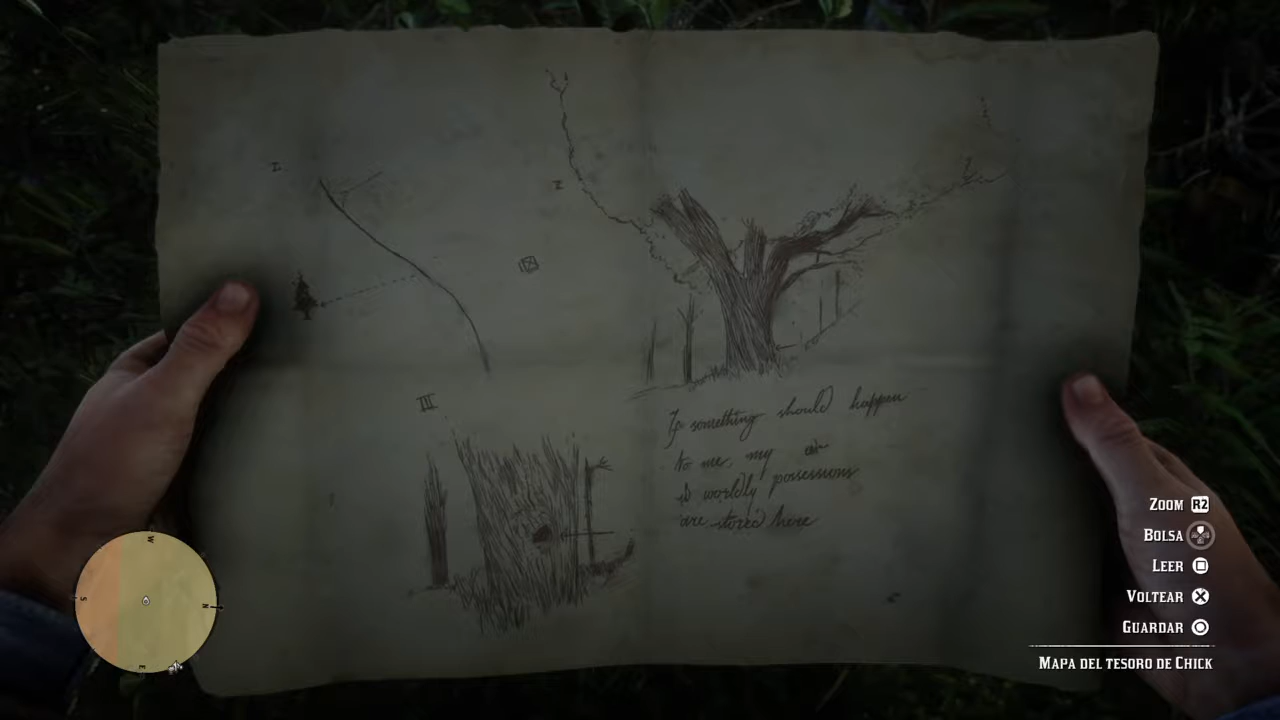 I.
II
III
If something should happen
to me, my
worldly possessions
are stored here
W
S
N
E
Zoom R2
Bolsa
Leer
Voltear
Guardar
Mapa del tesoro de Chick